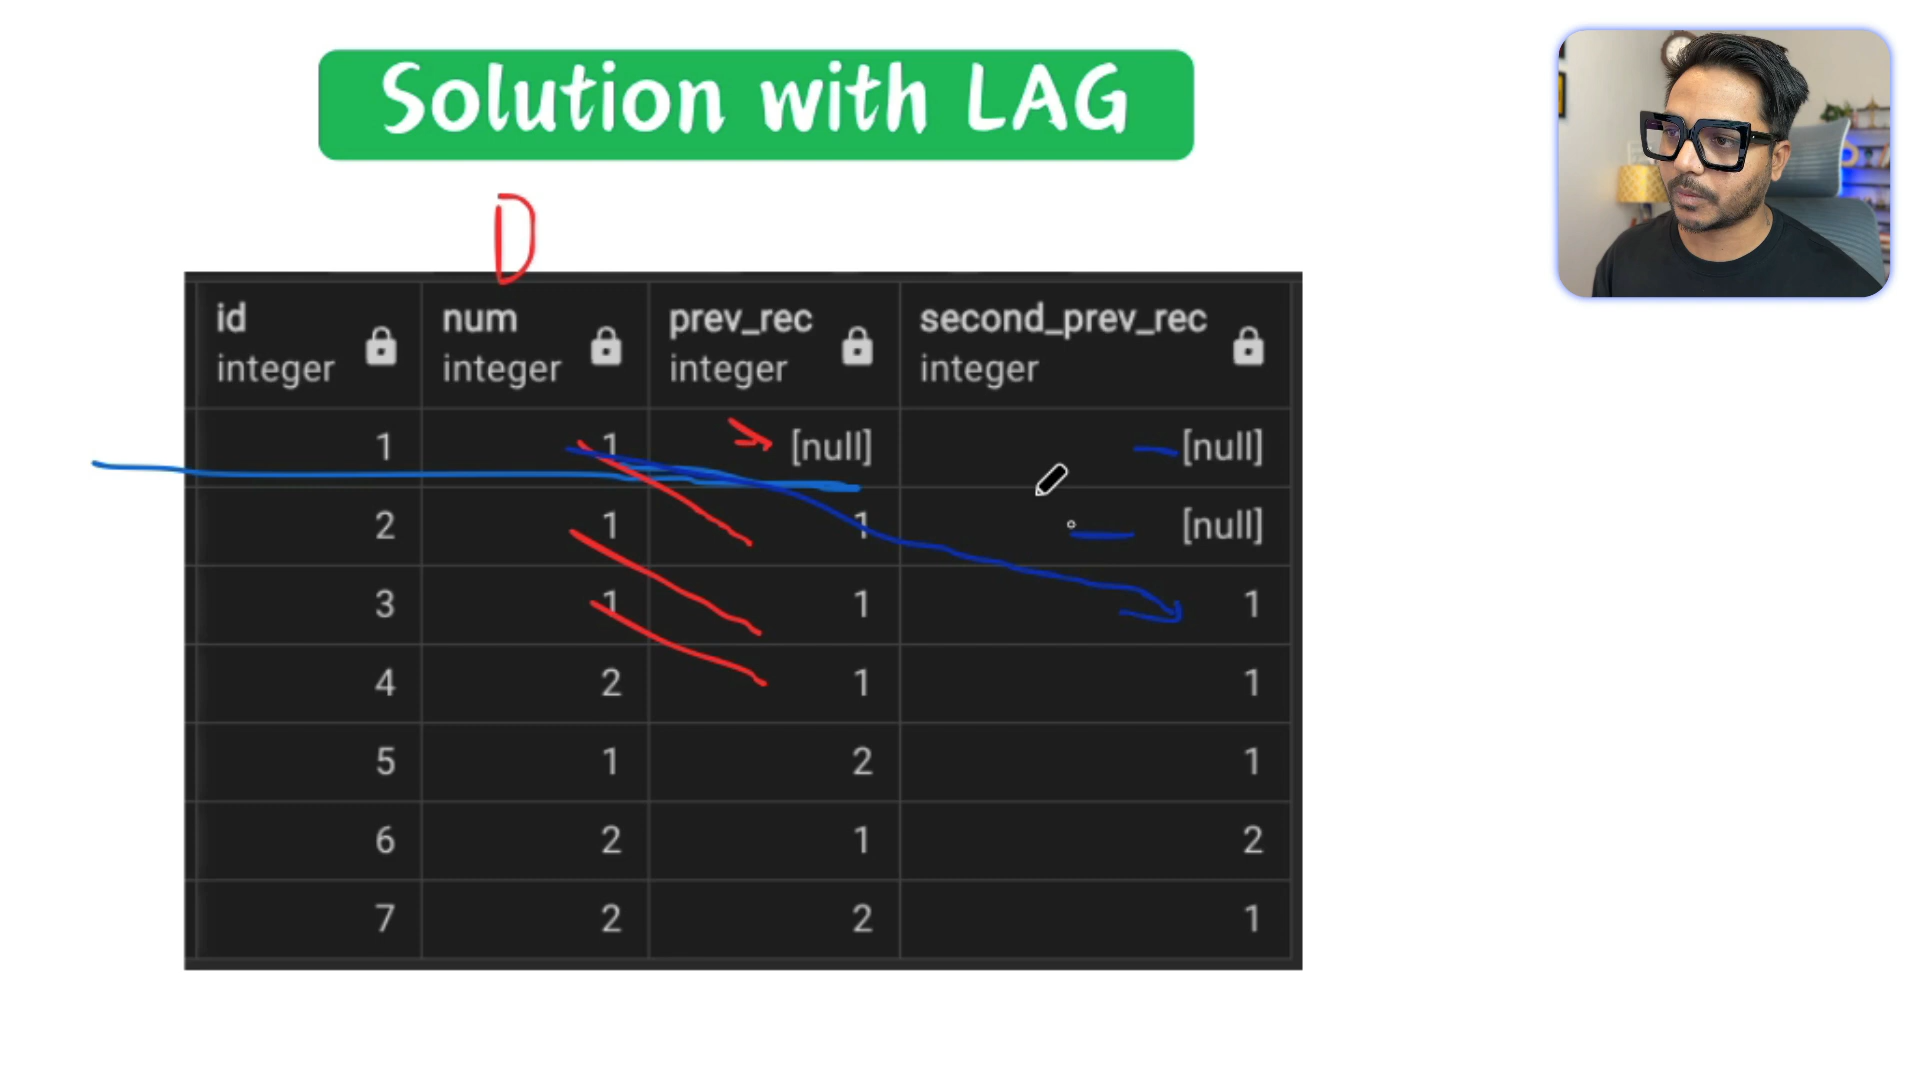 Solution with LAG
D
id num prev_rec second_prev_rec
integer integer integer integer
1 1 [null] [null]
2 1 1 [null]
3 1 1 1
4 2 1 1
5 1 2 1
6 2 1 2
7 2 2 1